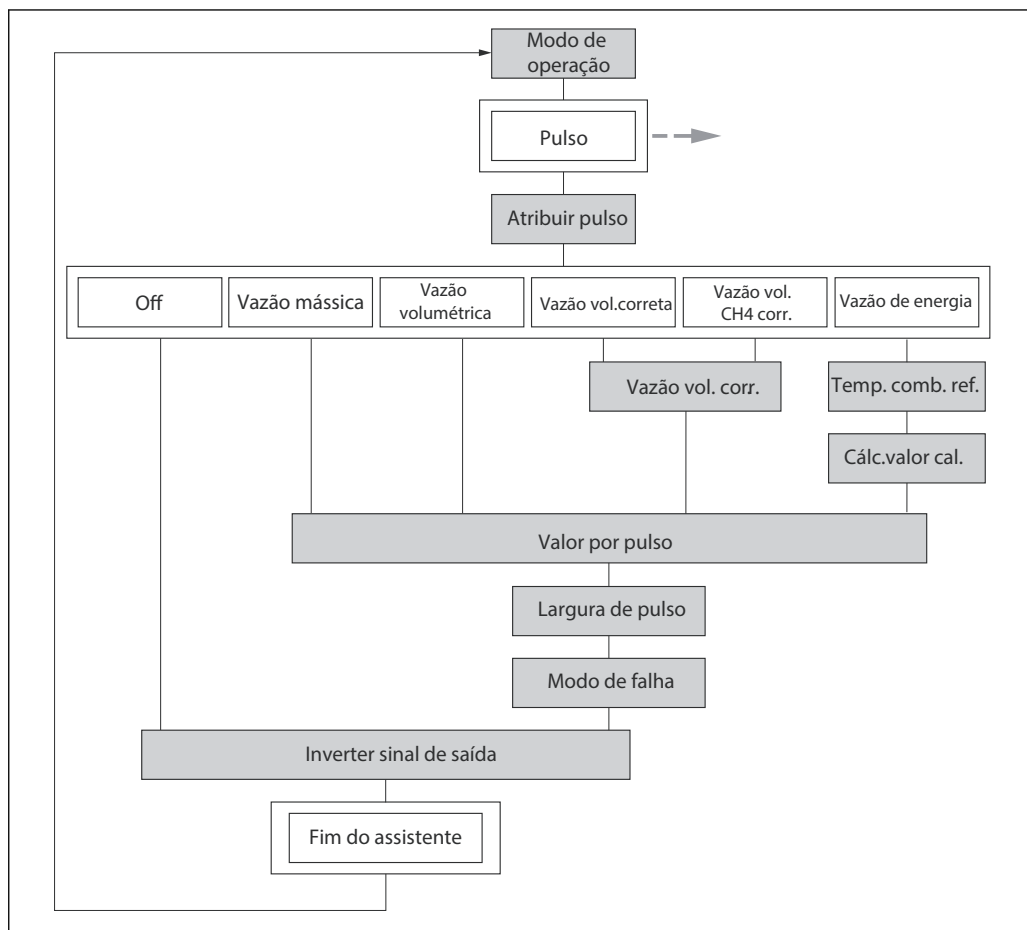 Modo de
operação
Pulso
Atribuir pulso
Off
Vazão mássica
Vazão
volumétrica
Vazão vol.correta
Vazão vol.
CH4 corr.
Vazão de energia
Vazão vol. corr.
Temp. comb. ref.
Cálc.valor cal.
Valor por pulso
Largura de pulso
Modo de falha
Inverter sinal de saída
Fim do assistente